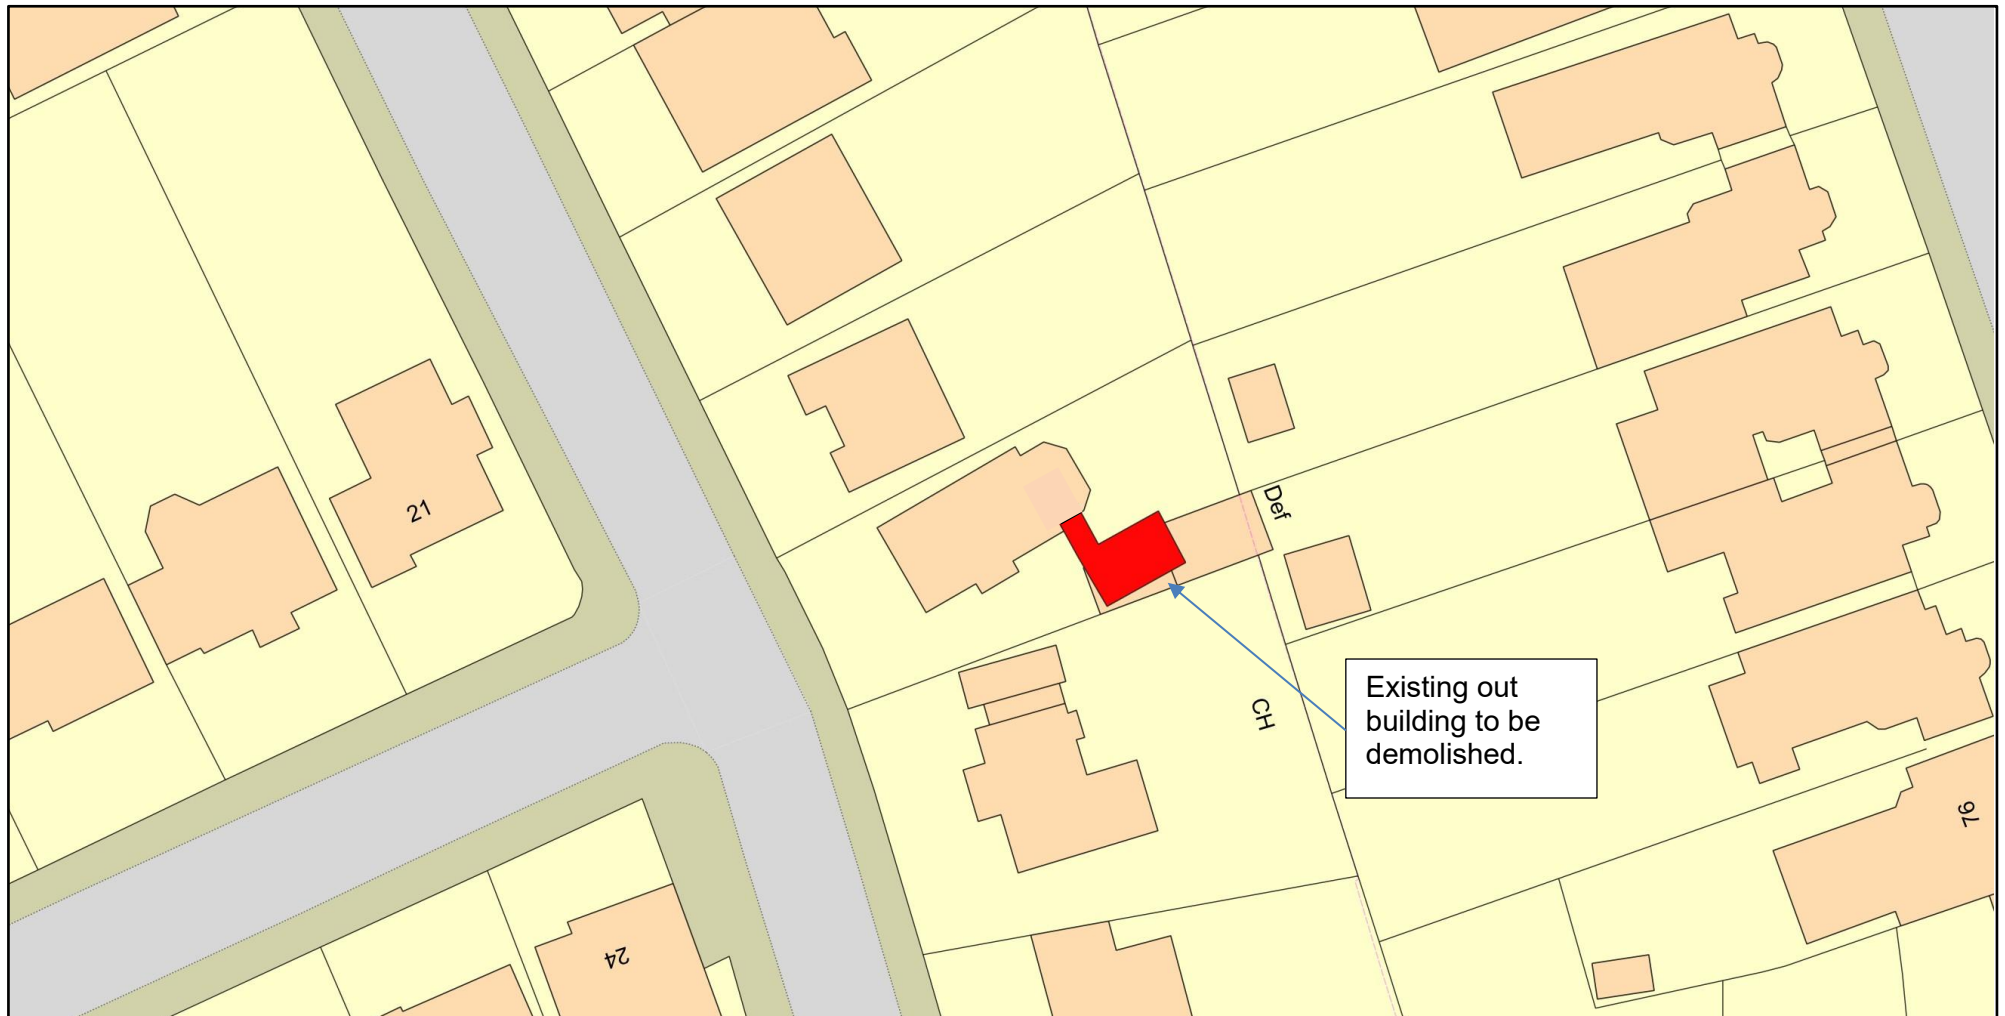 21
Def
Existing out
building to be
demolished.
CH
76
24